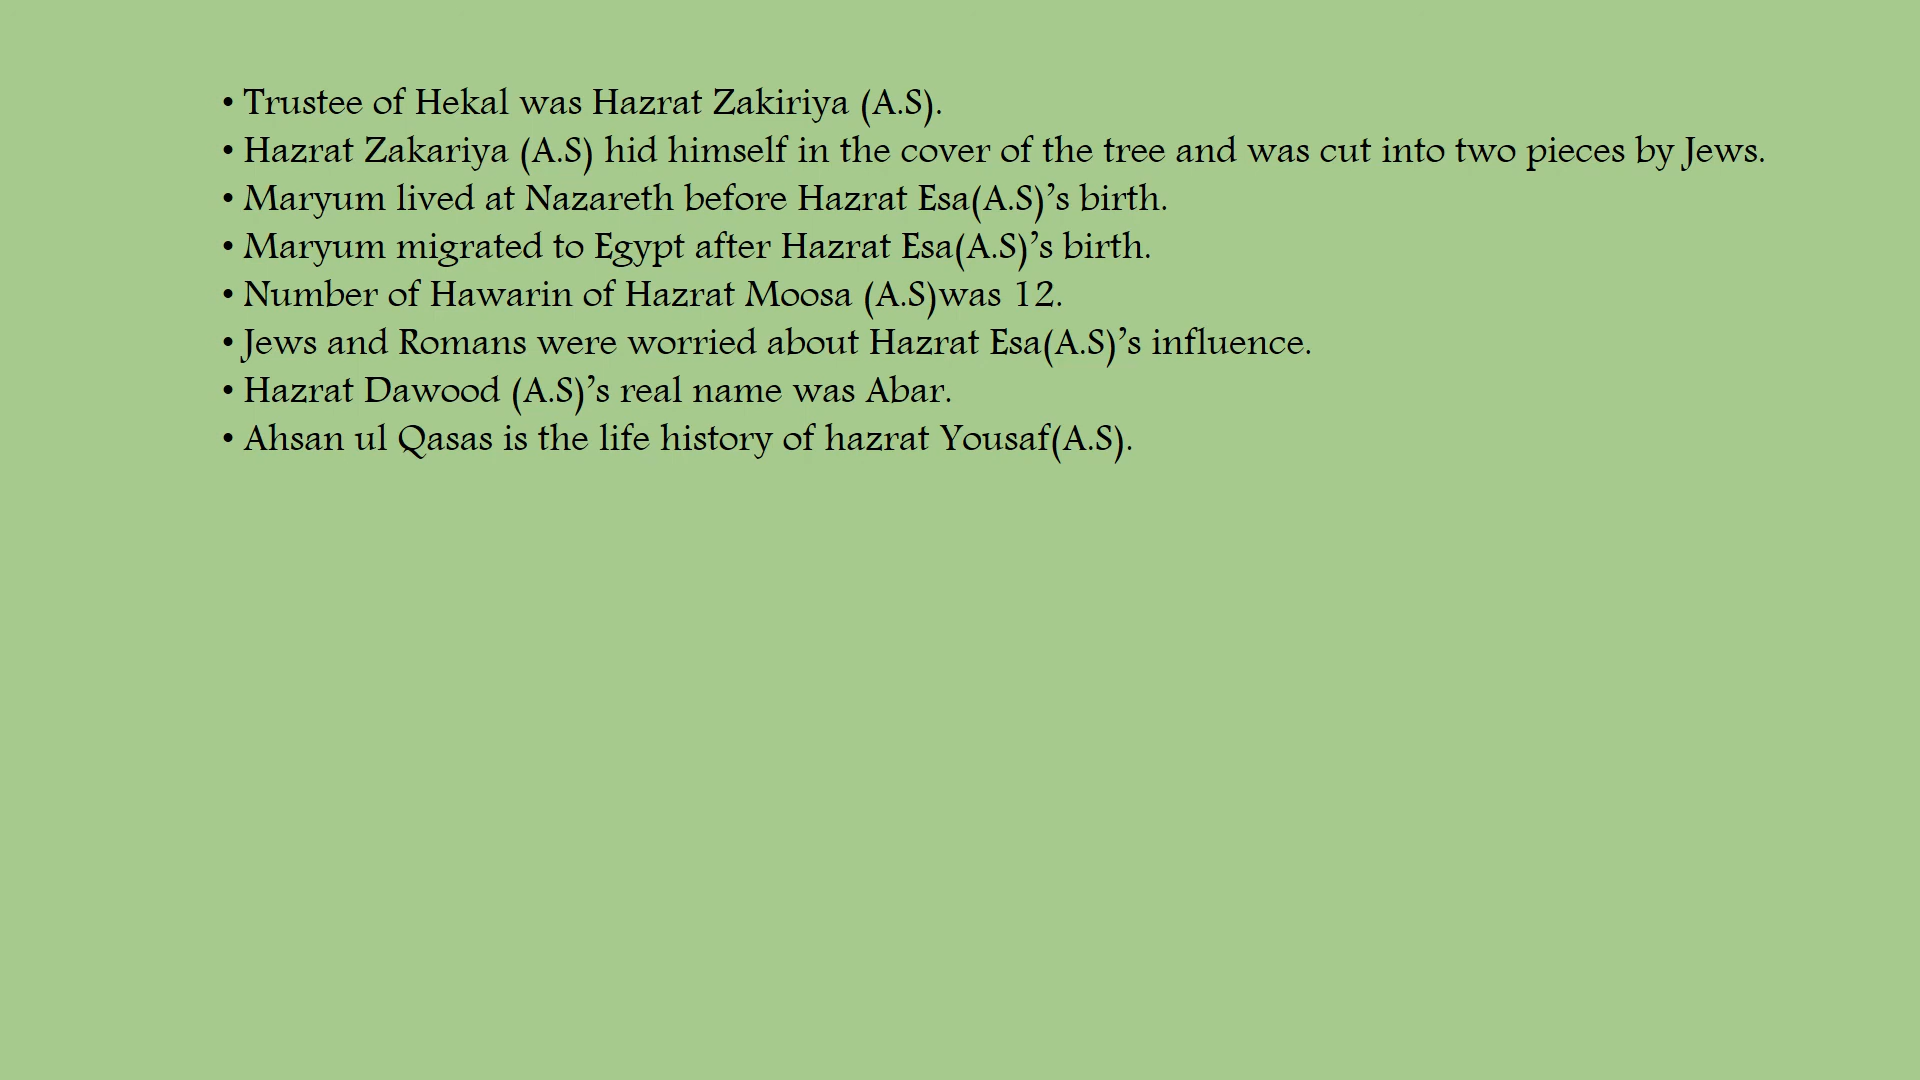 • Trustee of Hekal was Hazrat Zakiriya (A.S).
• Hazrat Zakariya (A.S) hid himself in the cover of the tree and was cut into two pieces by Jews.
• Maryum lived at Nazareth before Hazrat Esa(A.S)’s birth.
• Maryum migrated to Egypt after Hazrat Esa(A.S)’s birth.
• Number of Hawarin of Hazrat Moosa (A.S)was 12.
• Jews and Romans were worried about Hazrat Esa(A.S)’s influence.
• Hazrat Dawood (A.S)’s real name was Abar.
• Ahsan ul Qasas is the life history of hazrat Yousaf(A.S).